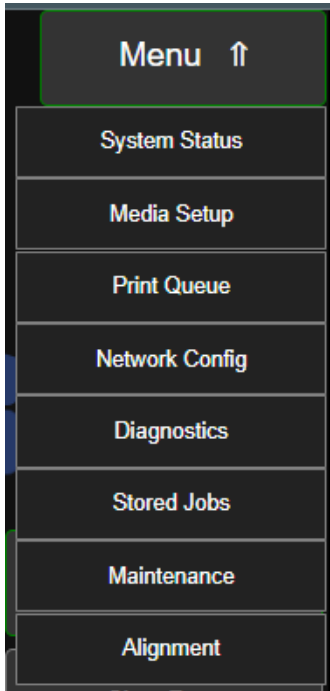 Menu ⇑
System Status
Media Setup
Print Queue
Network Config
Diagnostics
Stored Jobs
Maintenance
Alignment